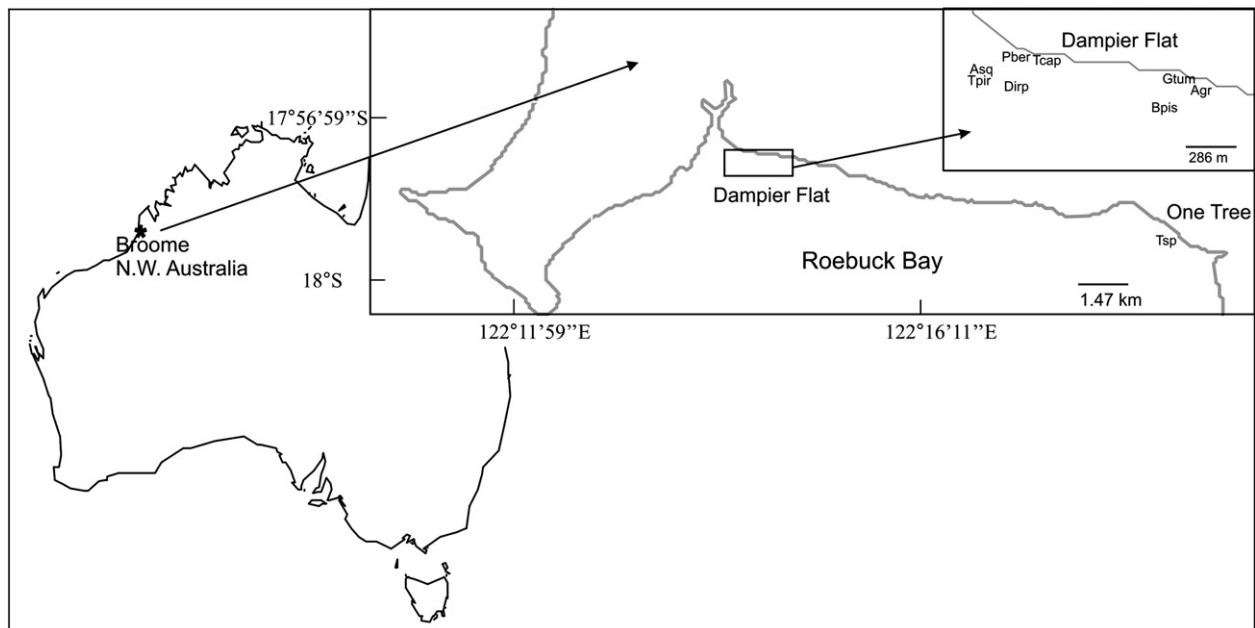 Dampier Flat
Pber
Tcap
Asq
Tpir
Dirp
Gtum
Agr
Bpis
286 m
17°56'59’’S
Dampier Flat
One Tree
Tsp
Broome
N.W. Australia
Roebuck Bay
18°S
1.47 km
122°11'59’’E
122°16'11’’E